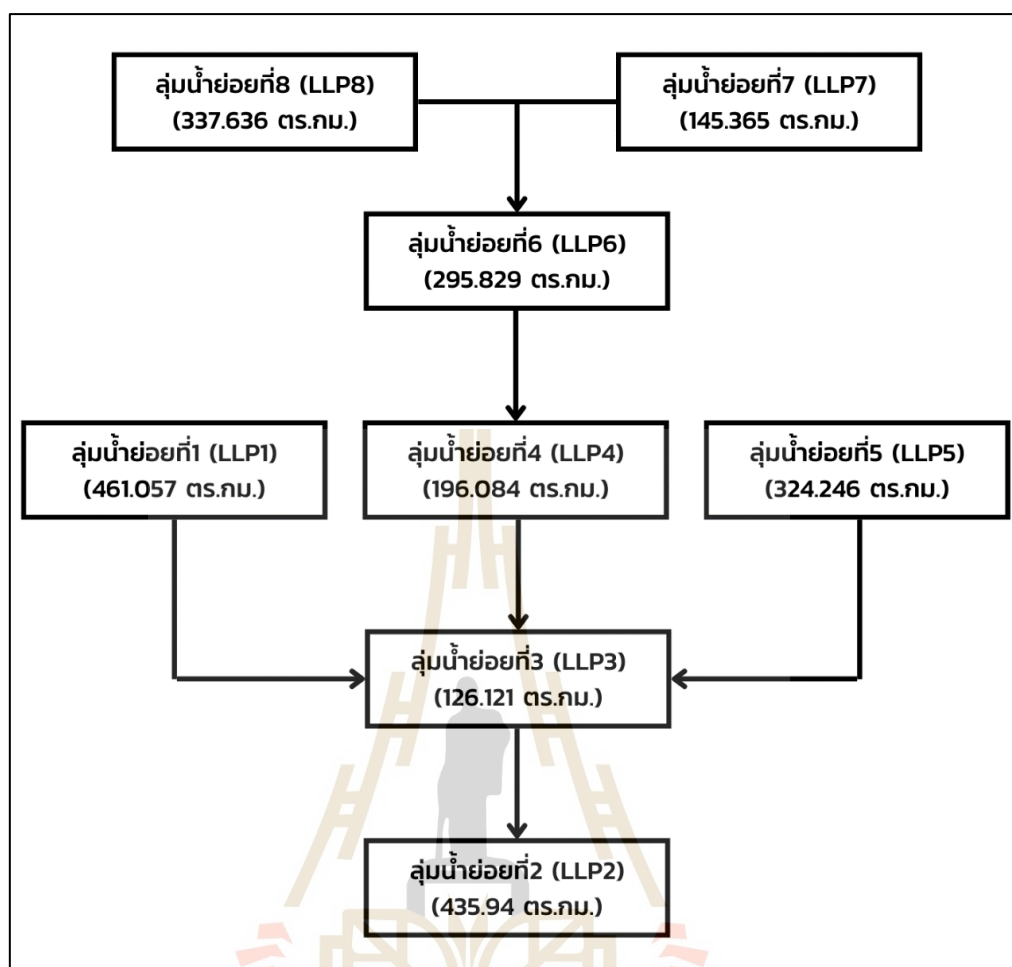 ลุ่มน้ำย่อยที่8 (LLP8)
(337.636 ตร.กม.)
ลุ่มน้ำย่อยที่7 (LLP7)
(145.365 ตร.กม.)
ลุ่มน้ำย่อยที่6 (LLP6)
(295.829 ตร.กม.)
ลุ่มน้ำย่อยที่1 (LLP1)
(461.057 ตร.กม.)
ลุ่มน้ำย่อยที่4 (LLP4)
(196.084 ตร.กม.)
ลุ่มน้ำย่อยที่5 (LLP5)
(324.246 ตร.กม.)
ลุ่มน้ำย่อยที่3 (LLP3)
(126.121 ตร.กม.)
ลุ่มน้ำย่อยที่2 (LLP2)
(435.94 ตร.กม.)